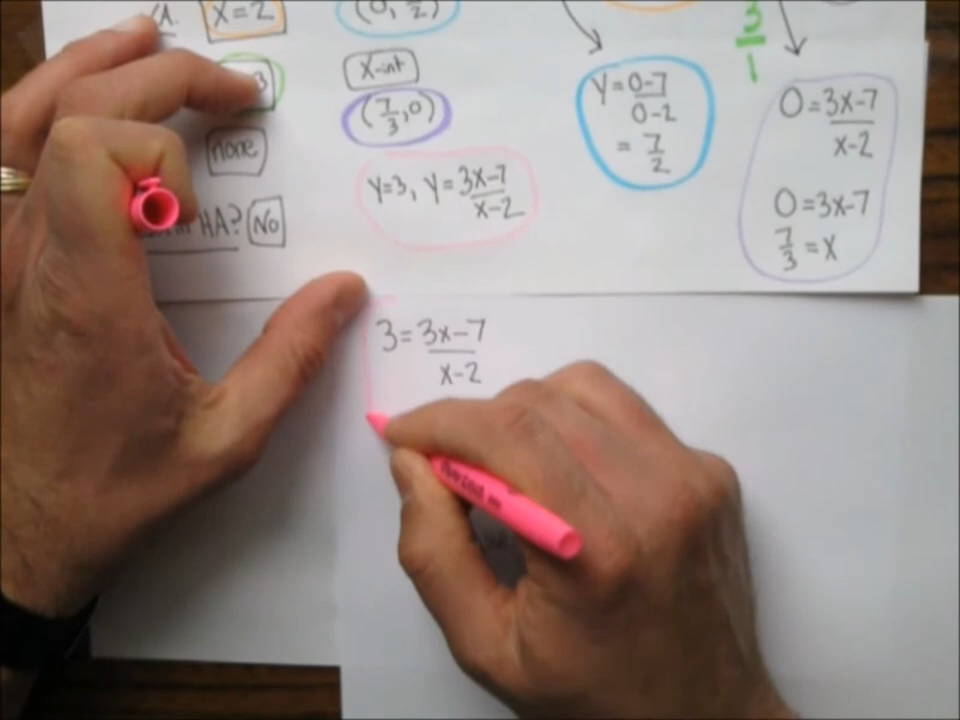 V.A. X=2
(0, 7/2)
3
1
3
X-int
(7/3, 0)
none
HA? No
Y=3, Y=3x-7/x-2
Y=0-7/0-2
=7/2
0=3x-7/x-2
0=3x-7
7/3=x
3=3x-7/x-2